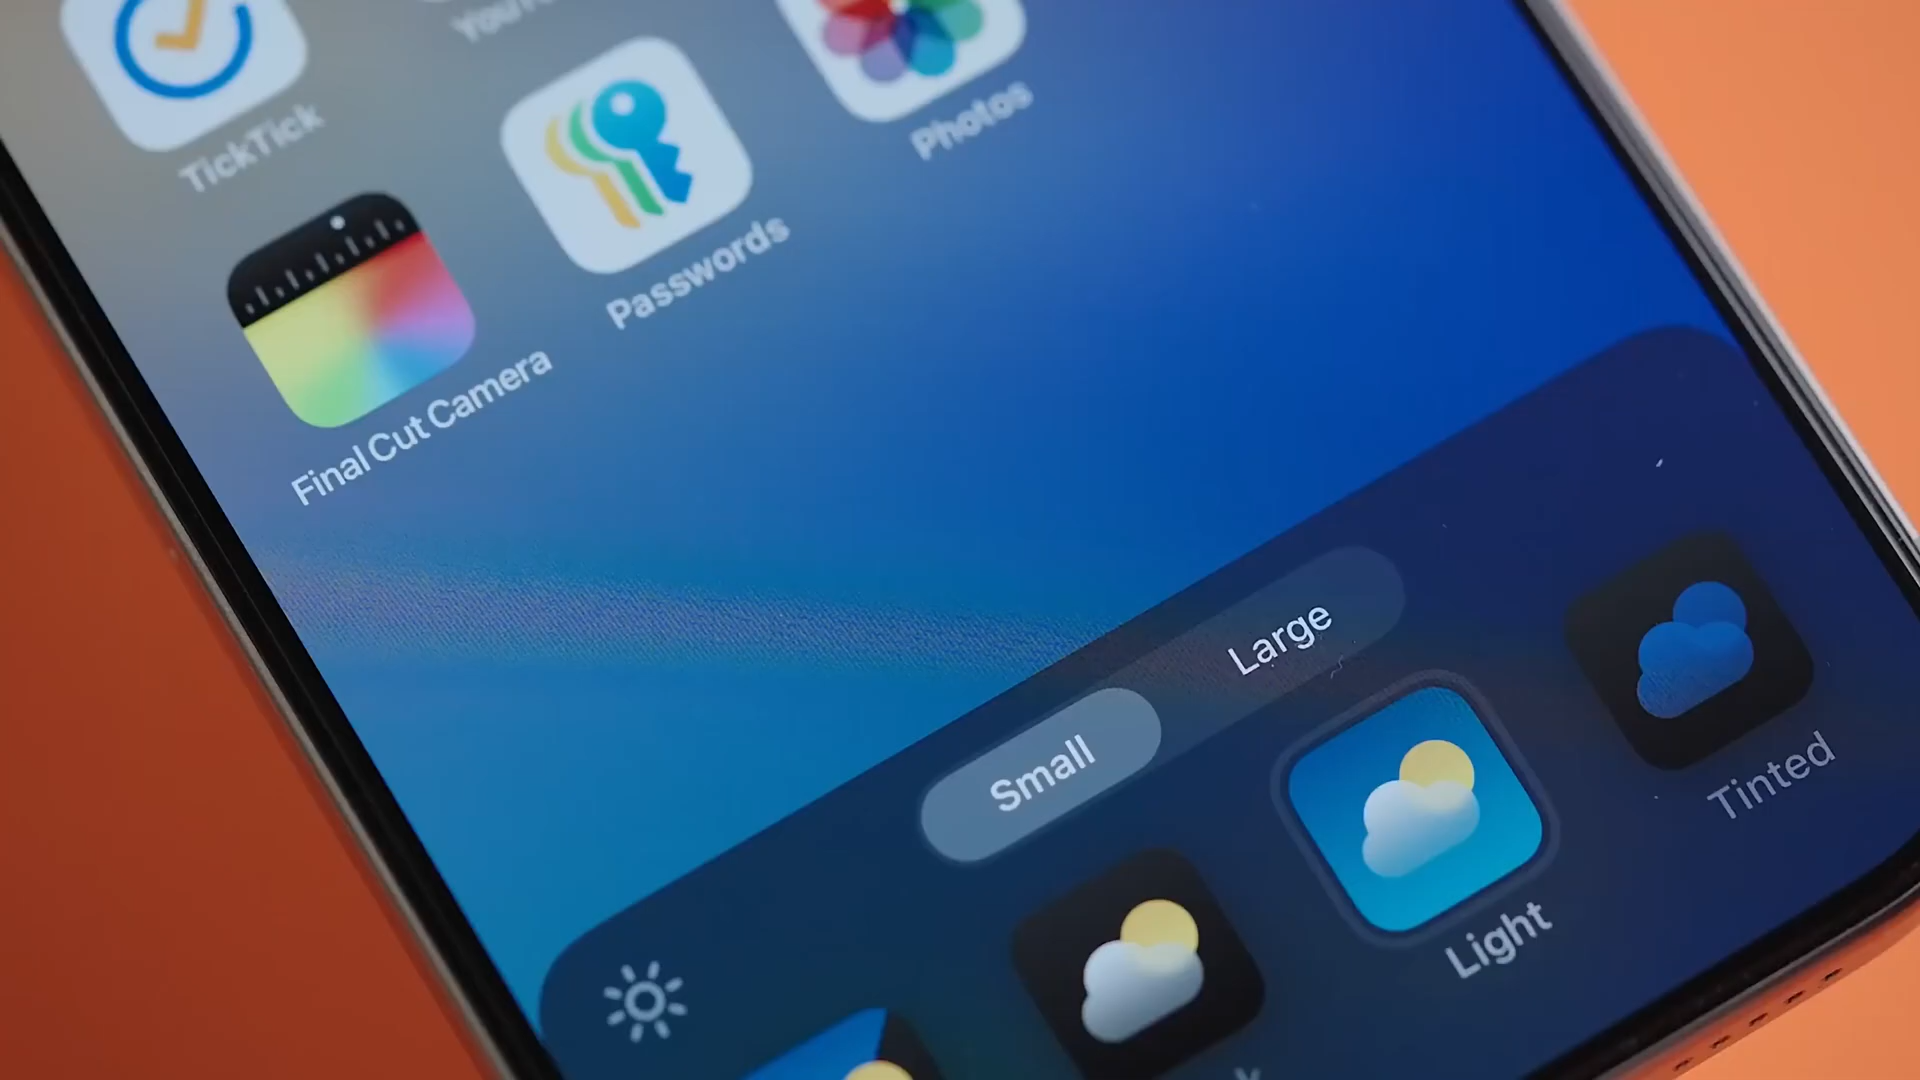 TickTick
Photos
Passwords
Final Cut Camera
Small
Large
Light
Tinted